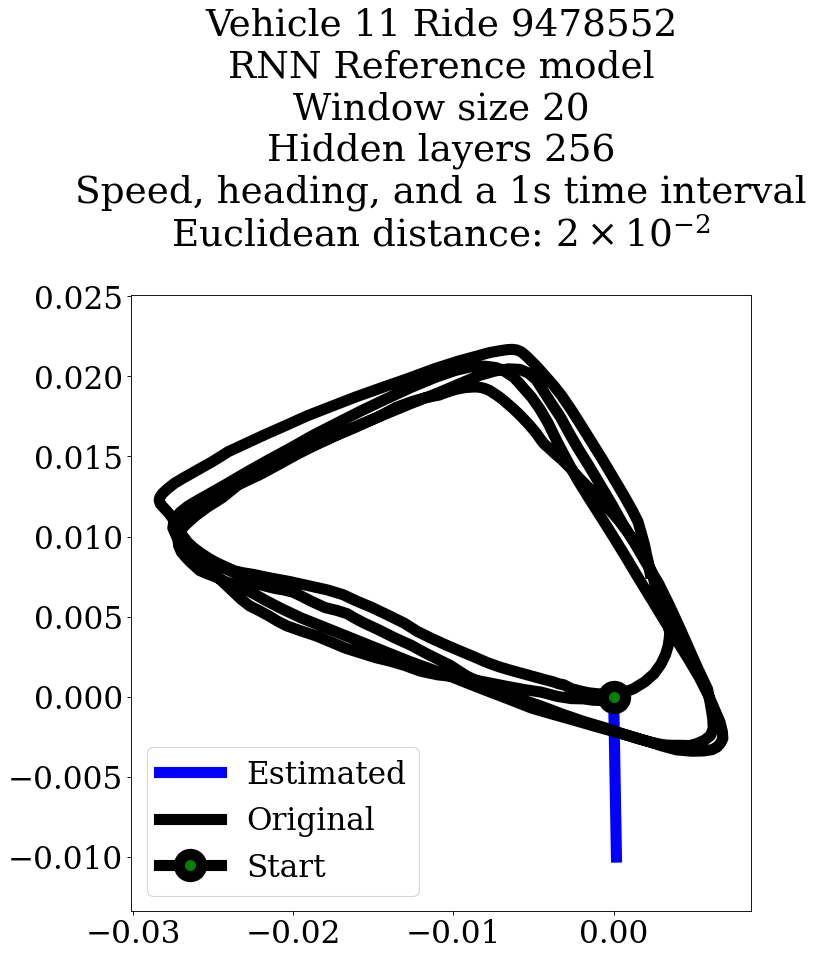 Vehicle 11 Ride 9478552
RNN Reference model
Window size 20
Hidden layers 256
Speed, heading, and a 1s time interval
Euclidean distance: 2 × 10⁻²
0.025
0.020
0.015
0.010
0.005
0.000
−0.005
−0.010
Estimated
Original
Start
−0.03 −0.02 −0.01 0.00